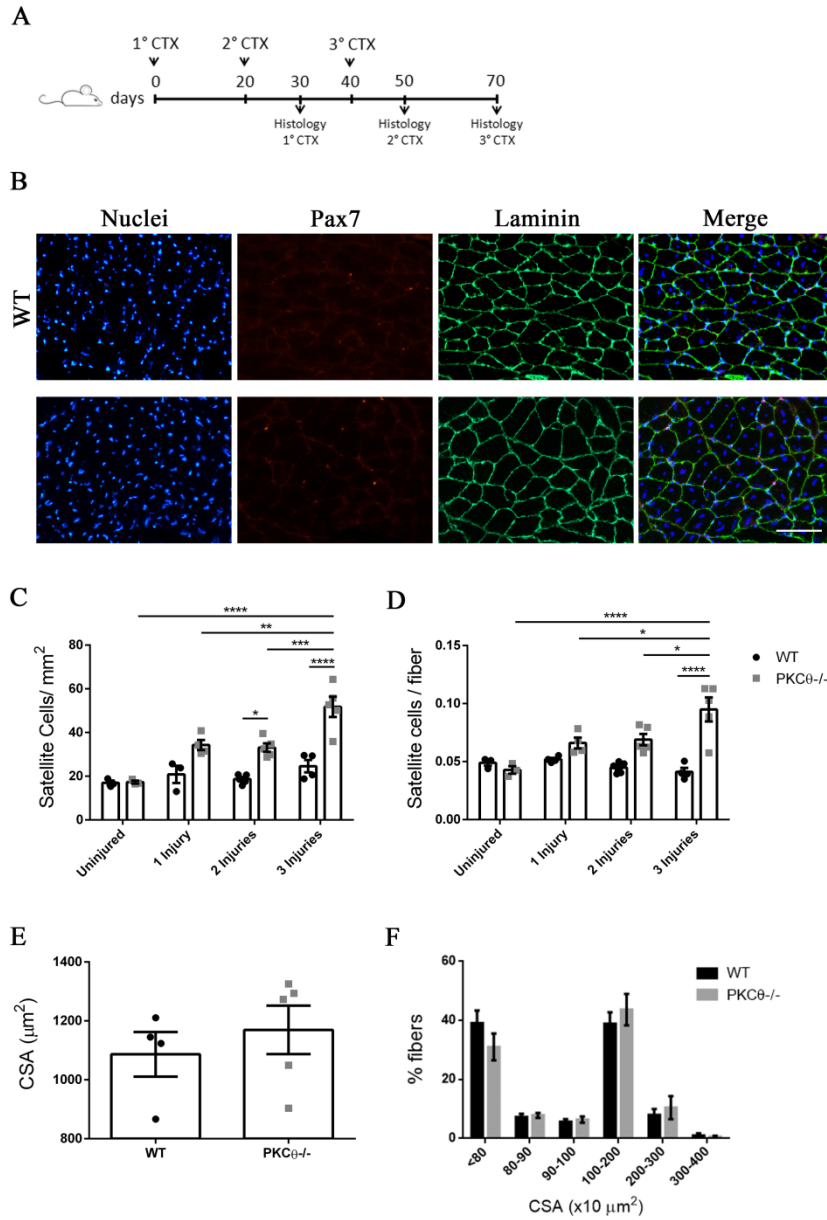 A
1° CTX 2° CTX 3° CTX
days 0 20 30 40 50 70
Histology 1° CTX
Histology 2° CTX
Histology 3° CTX
B
Nuclei Pax7 Laminin Merge
WT
C
Satellite Cells/ mm²
80
60
40
20
0
**** ** *** **** *
Uninjured 1 Injury 2 Injuries 3 Injuries
D
Satellite cells / fiber
0.15
0.10
0.05
0.00
**** * * ****
Uninjured 1 Injury 2 Injuries 3 Injuries
WT
PKCθ-/-
E
CSA (μm²)
1400
1200
1000
800
WT PKCθ-/-
F
% fibers
60
40
20
0
<80 80-90 90-100 100-200 200-300 300-400
CSA (x10 μm²)
WT
PKCθ-/-